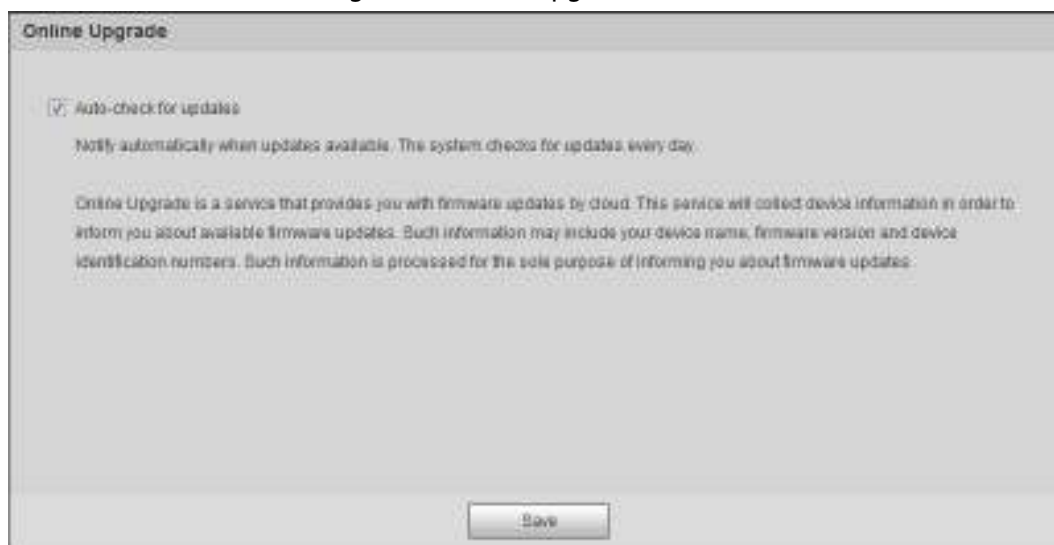 Online Upgrade
Auto-check for updates
Notify automatically when updates available. The system checks for updates every day.
Online Upgrade is a service that provides you with firmware updates by cloud. This service will collect device information in order to
inform you about available firmware updates. Such information may include your device name, firmware version and device
identification numbers. Such information is processed for the sole purpose of informing you about firmware updates.
Save